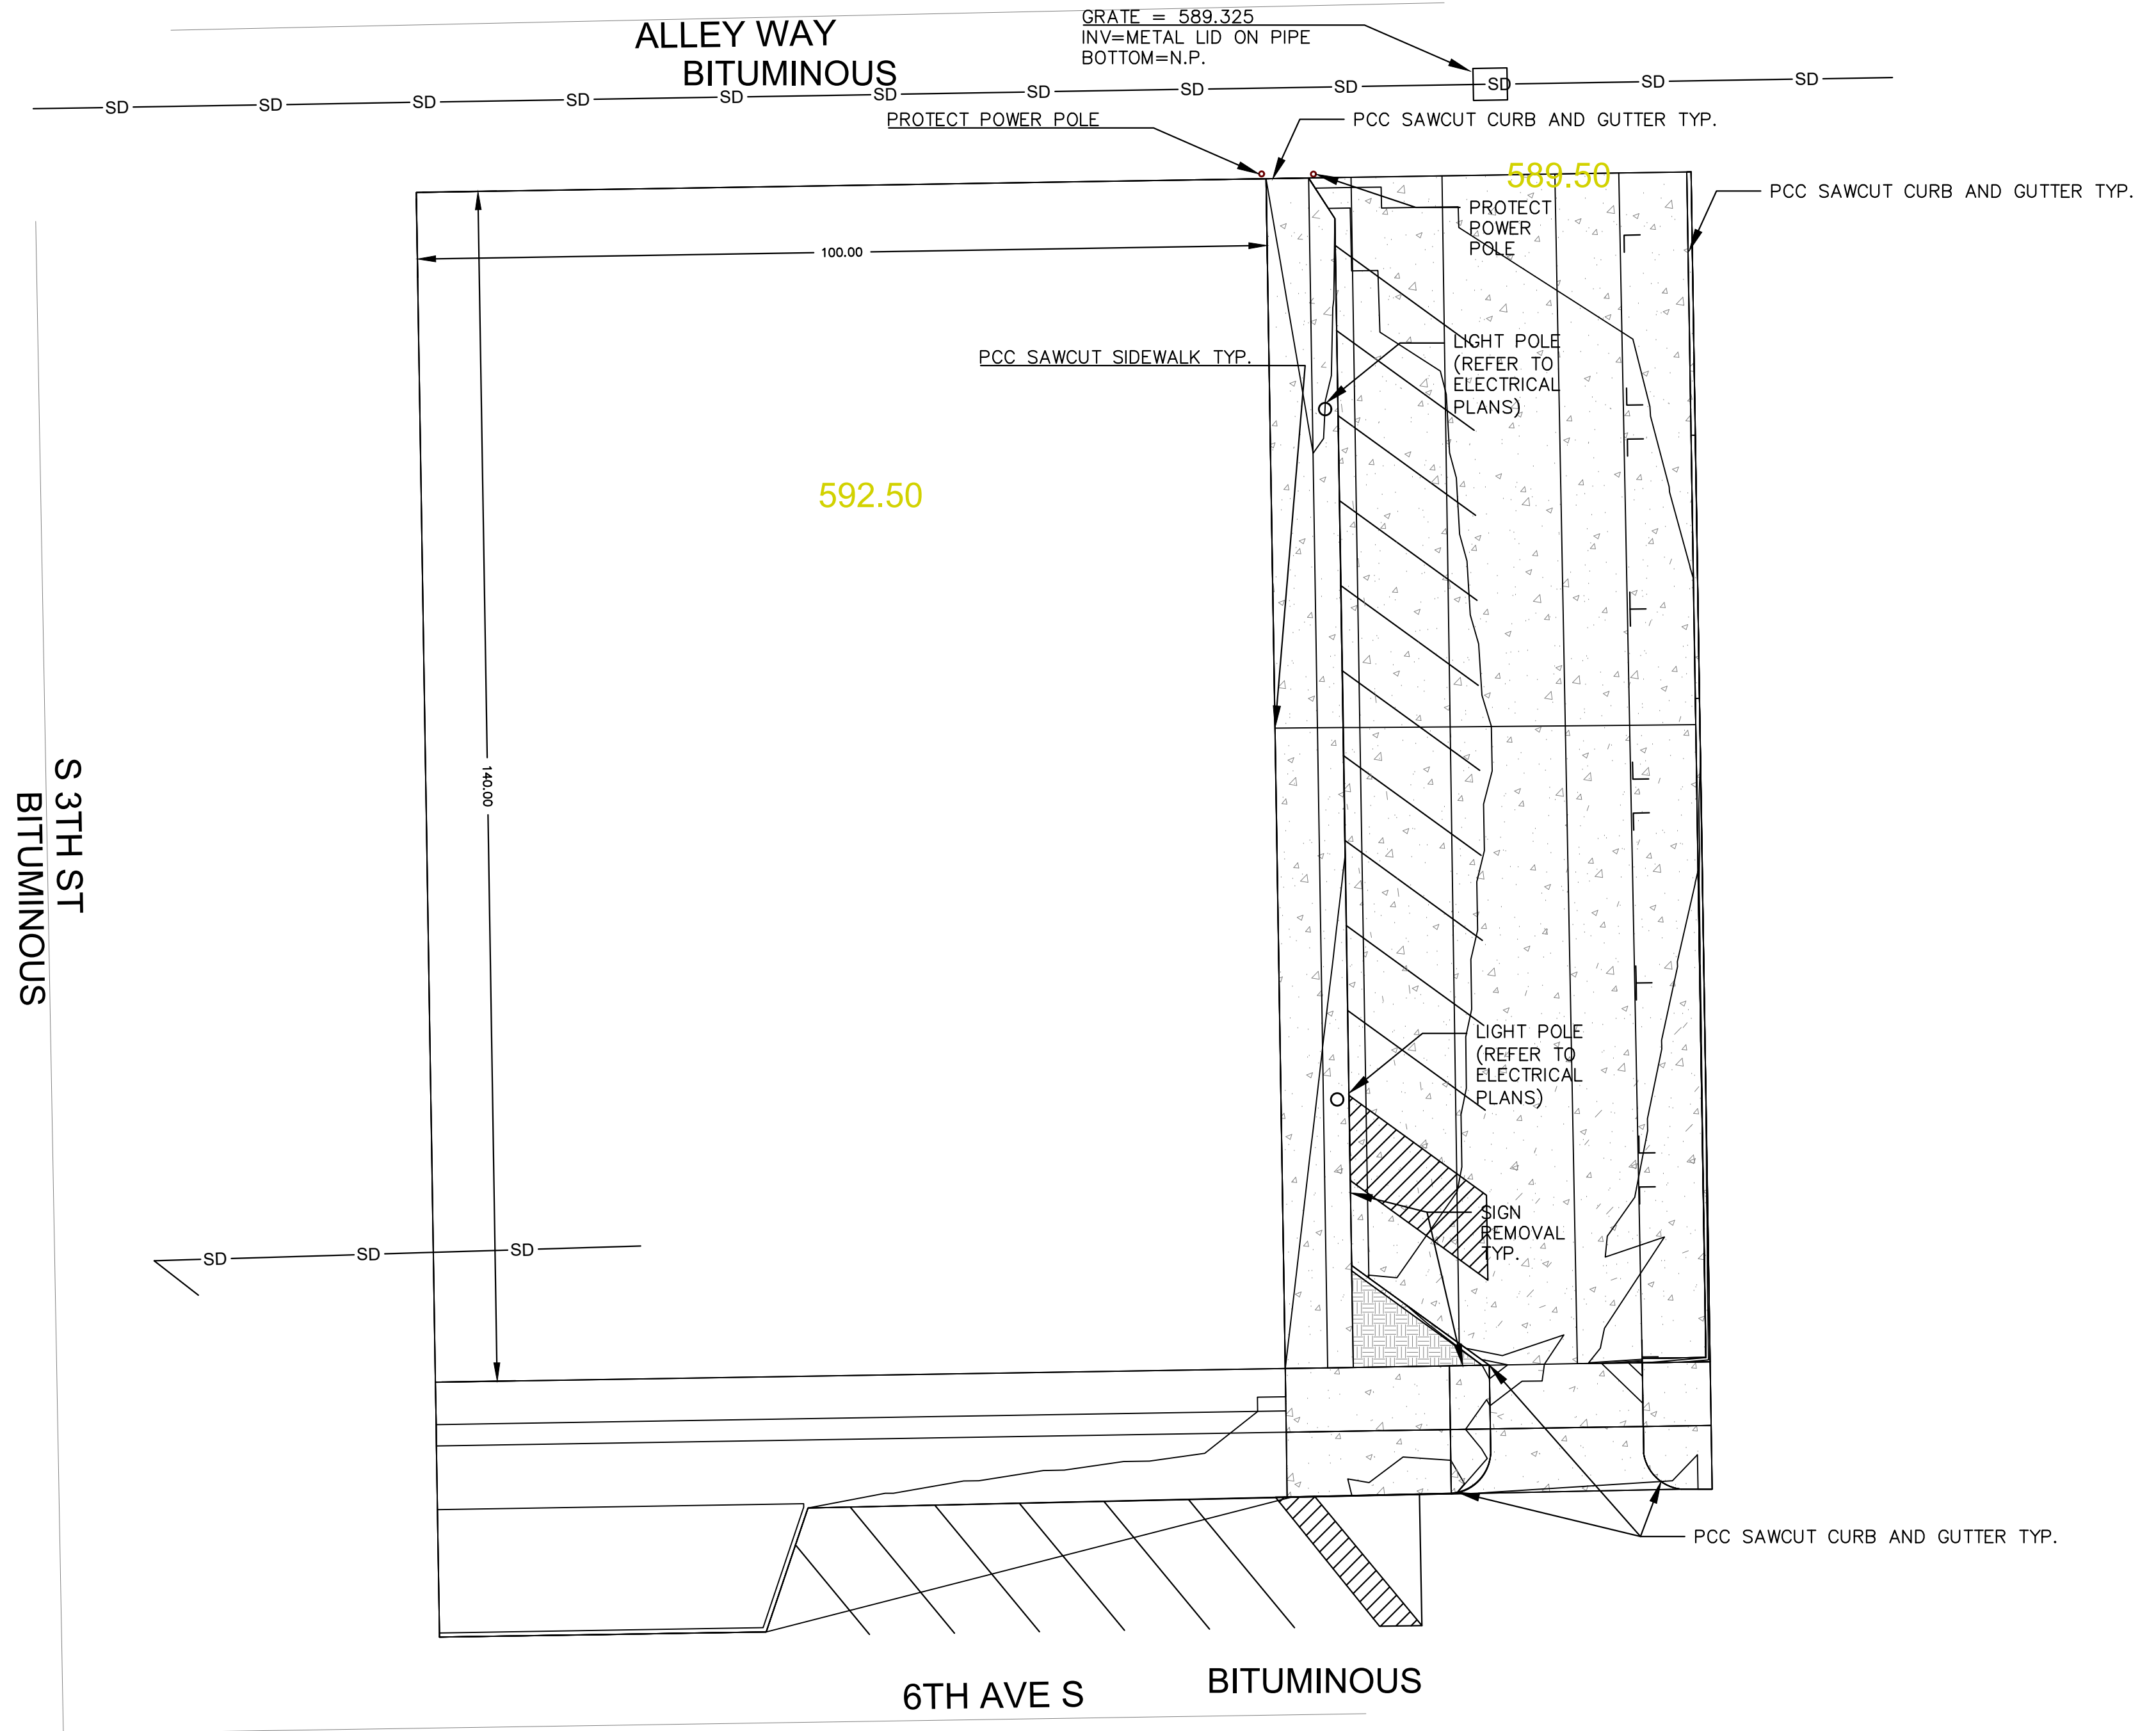 ALLEY WAY
BITUMINOUS
GRATE = 589.325
INV=METAL LID ON PIPE
BOTTOM=N.P.
SD SD SD SD SD SD SD SD SD SD SD SD
PROTECT POWER POLE
PCC SAWCUT CURB AND GUTTER TYP.
589.50
PCC SAWCUT CURB AND GUTTER TYP.
PROTECT
POWER
POLE
100.00
LIGHT POLE
(REFER TO
ELECTRICAL
PLANS)
PCC SAWCUT SIDEWALK TYP.
592.50
140.00
S 3TH ST
BITUMINOUS
LIGHT POLE
(REFER TO
ELECTRICAL
PLANS)
SIGN
REMOVAL
TYP.
SD SD SD
PCC SAWCUT CURB AND GUTTER TYP.
6TH AVE S
BITUMINOUS